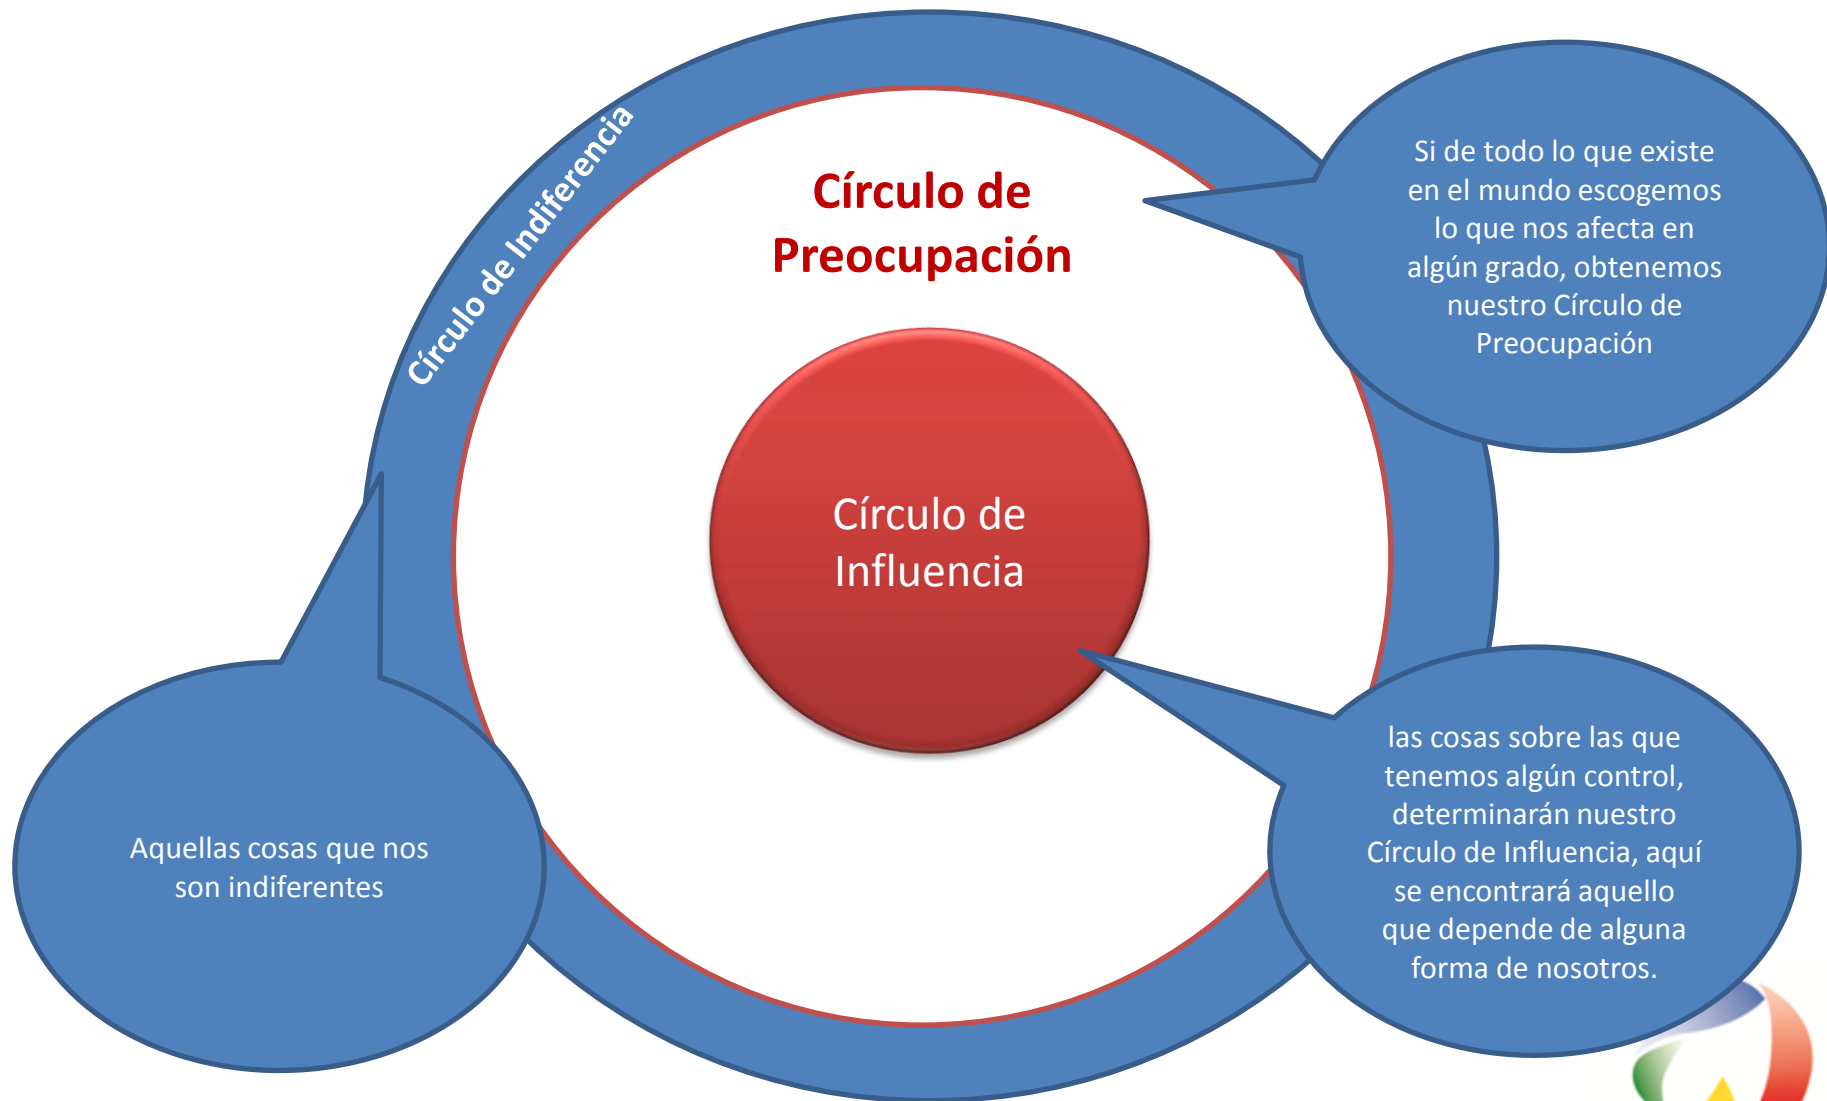 Círculo de Indiferencia
Círculo de
Preocupación
Si de todo lo que existe
en el mundo escogemos
lo que nos afecta en
algún grado, obtenemos
nuestro Círculo de
Preocupación
Círculo de
Influencia
Aquellas cosas que nos
son indiferentes
las cosas sobre las que
tenemos algún control,
determinarán nuestro
Círculo de Influencia, aquí
se encontrará aquello
que depende de alguna
forma de nosotros.